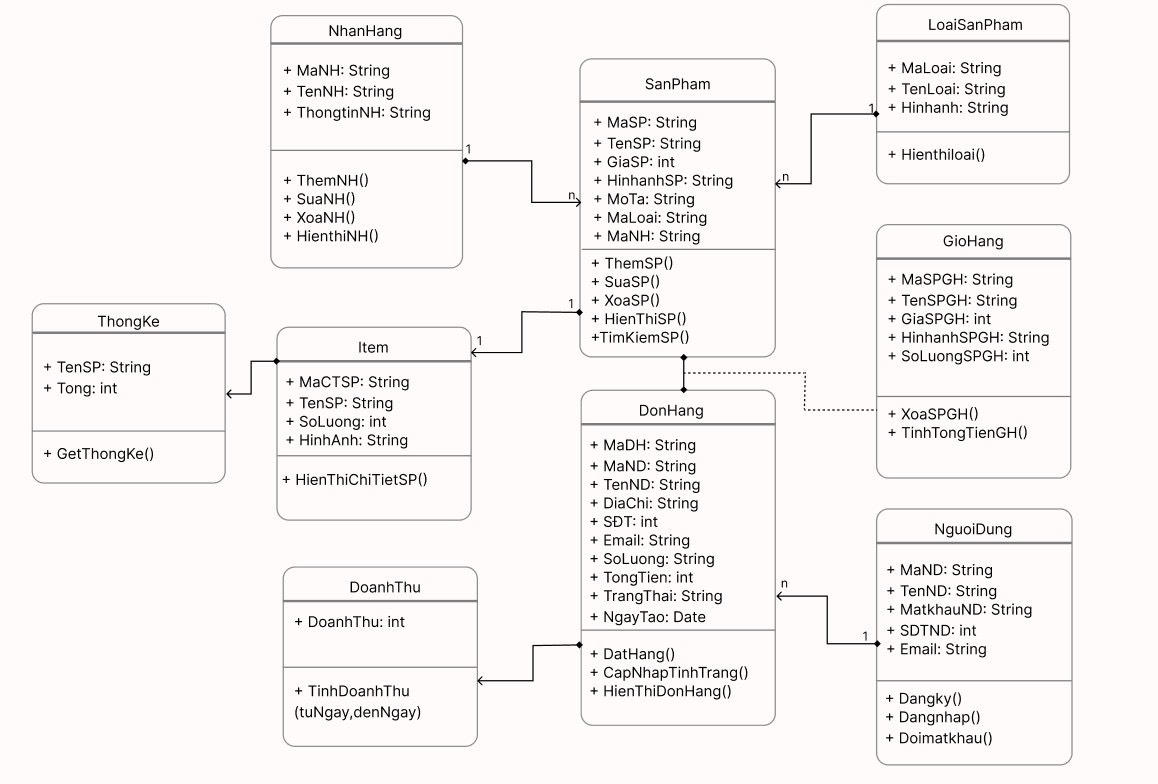 NhanHang
+ MaNH: String
+ TenNH: String
+ ThongtinNH: String
+ ThemNH()
+ SuaNH()
+ XoaNH()
+ HienthiNH()
1
n
SanPham
+ MaSP: String
+ TenSP: String
+ GiaSP: int
+ HinhanhSP: String
+ MoTa: String
+ MaLoai: String
+ MaNH: String
+ ThemSP()
+ SuaSP()
+ XoaSP()
+ HienThiSP()
+TimKiemSP()
LoaiSanPham
+ MaLoai: String
+ TenLoai: String
+ Hinhanh: String
+ Hienthiloai()
1
n
GioHang
+ MaSPGH: String
+ TenSPGH: String
+ GiaSPGH: int
+ HinhanhSPGH: String
+ SoLuongSPGH: int
+ XoaSPGH()
+ TinhTongTienGH()
ThongKe
+ TenSP: String
+ Tong: int
+ GetThongKe()
Item
+ MaCTSP: String
+ TenSP: String
+ SoLuong: int
+ HinhAnh: String
+ HienThiChiTietSP()
1
1
DonHang
+ MaDH: String
+ MaND: String
+ TenND: String
+ DiaChi: String
+ SĐT: int
+ Email: String
+ SoLuong: String
+ TongTien: int
+ TrangThai: String
+ NgayTao: Date
+ DatHang()
+ CapNhapTinhTrang()
+ HienThiDonHang()
DoanhThu
+ DoanhThu: int
+ TinhDoanhThu
(tuNgay,denNgay)
NguoiDung
+ MaND: String
+ TenND: String
+ MatkhauND: String
+ SDTND: int
+ Email: String
+ Dangky()
+ Dangnhap()
+ Doimatkhau()
n
1